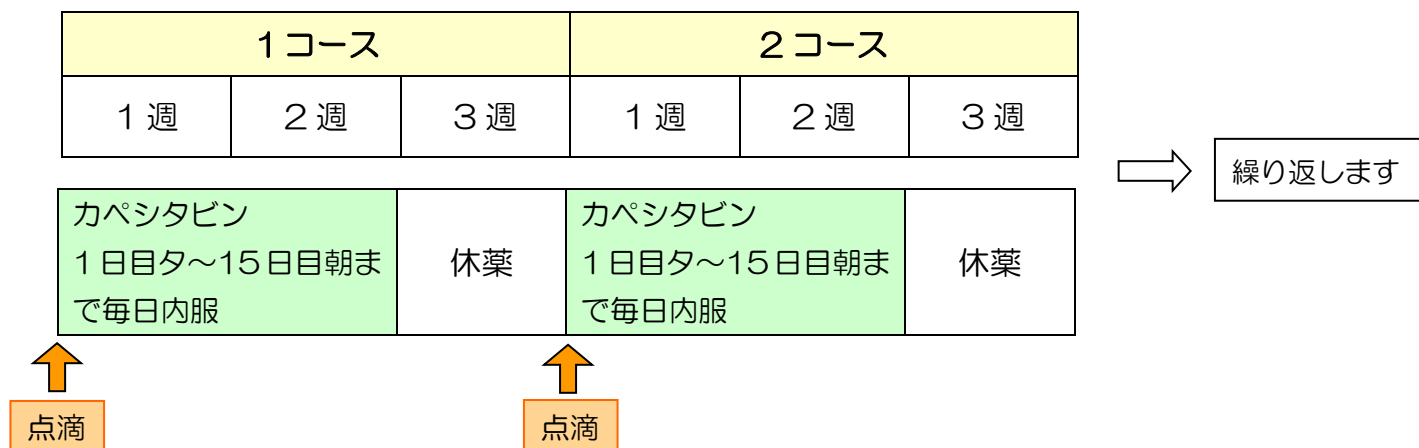 1コース 2コース
1週 2週 3週 1週 2週 3週
繰り返します
カペシタビン
1日目夕～15日目朝ま
で毎日内服
休薬
カペシタビン
1日目夕～15日目朝ま
で毎日内服
休薬
点滴 点滴